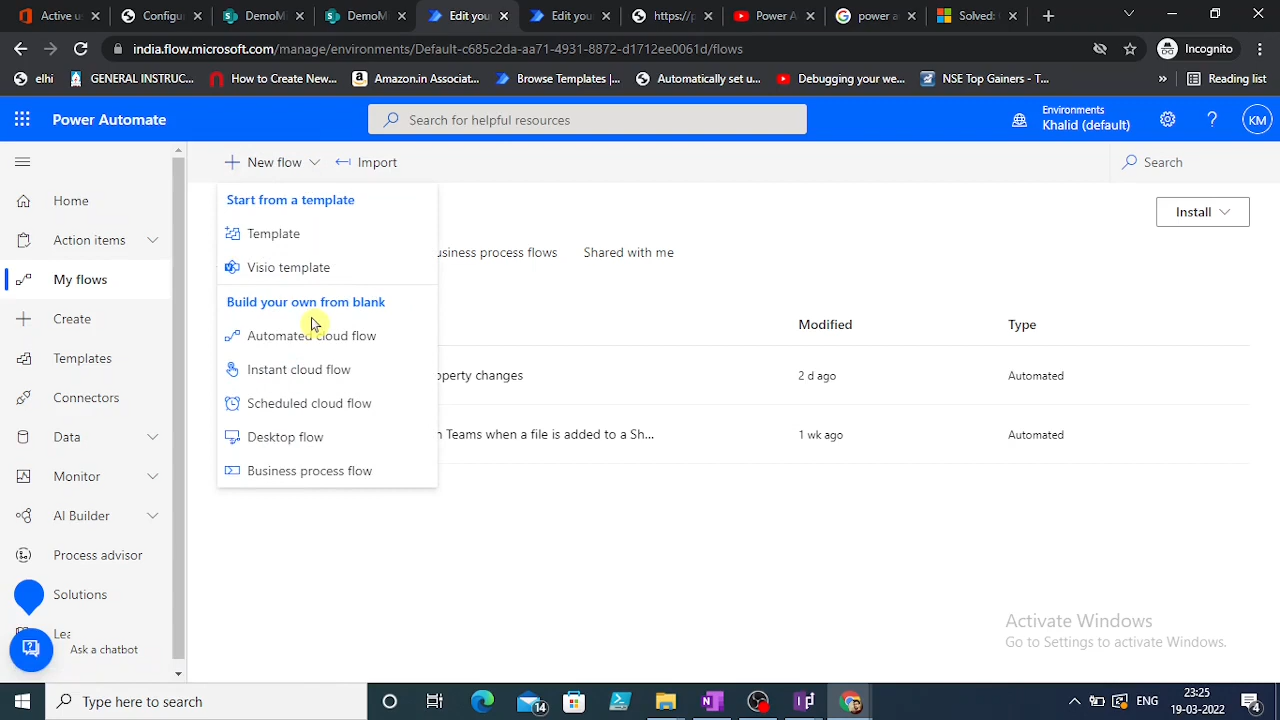 Active us
Configu
DemoMi
DemoMi
Edit you
Edit you
https://p
Power A
power a
Solved:
india.flow.microsoft.com/manage/environments/Default-c685c2da-aa71-4931-8872-d1712ee0061d/flows
Incognito
elhi
GENERAL INSTRUC...
How to Create New...
Amazon.in Associat...
Browse Templates |...
Automatically set u...
Debugging your we...
NSE Top Gainers - T...
»
Reading list
Power Automate
Search for helpful resources
Environments
Khalid (default)
?
KM
New flow
Import
Search
Start from a template
Template
Visio template
Build your own from blank
Automated cloud flow
Instant cloud flow
Scheduled cloud flow
Desktop flow
Business process flow
Install
usiness process flows
Shared with me
Modified
Type
operty changes
2 d ago
Automated
n Teams when a file is added to a Sh...
1 wk ago
Automated
Home
Action items
My flows
Create
Templates
Connectors
Data
Monitor
AI Builder
Process advisor
Solutions
Lea
Ask a chatbot
Activate Windows
Go to Settings to activate Windows.
Type here to search
14
ENG
23:25
19-03-2022
4